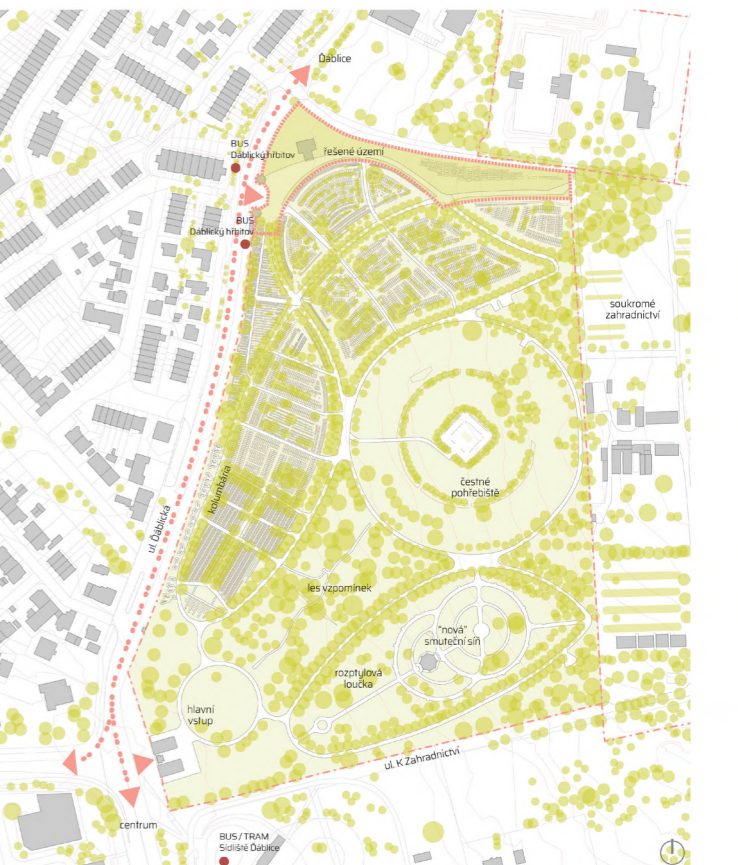 Ďáblice
BUS
Ďáblický hřbitov
řešené území
BUS
Ďáblický hřbitov
soukromé
zahradnictví
kolumbária
čestné
pohřebiště
ul. Ďáblická
les vzpomínek
"nová"
smuteční síň
rozptylová
loučka
hlavní
vstup
ul. K Zahradnictví
centrum
BUS / TRAM
Sídliště Ďáblice